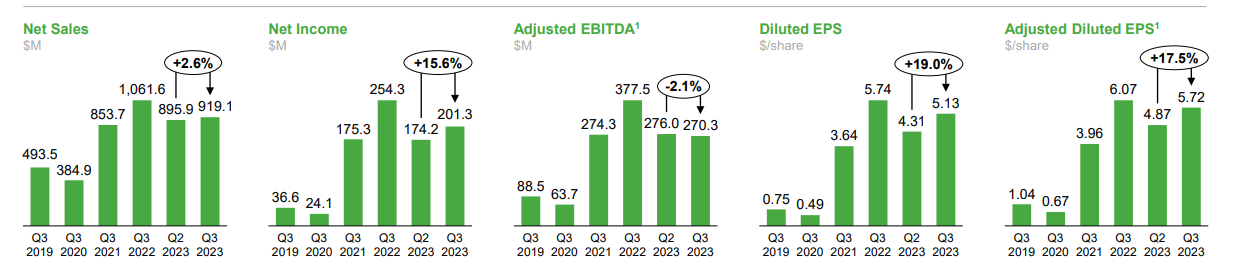 Net Sales
$M
+2.6%
493.5
384.9
853.7
1,061.6
895.9
919.1
Q3 2019
Q3 2020
Q3 2021
Q3 2022
Q2 2023
Q3 2023
Net Income
$M
+15.6%
36.6
24.1
175.3
254.3
174.2
201.3
Q3 2019
Q3 2020
Q3 2021
Q3 2022
Q2 2023
Q3 2023
Adjusted EBITDA¹
$M
-2.1%
88.5
63.7
274.3
377.5
276.0
270.3
Q3 2019
Q3 2020
Q3 2021
Q3 2022
Q2 2023
Q3 2023
Diluted EPS
$/share
+19.0%
0.75
0.49
3.64
5.74
4.31
5.13
Q3 2019
Q3 2020
Q3 2021
Q3 2022
Q2 2023
Q3 2023
Adjusted Diluted EPS¹
$/share
+17.5%
1.04
0.67
3.96
6.07
4.87
5.72
Q3 2019
Q3 2020
Q3 2021
Q3 2022
Q2 2023
Q3 2023